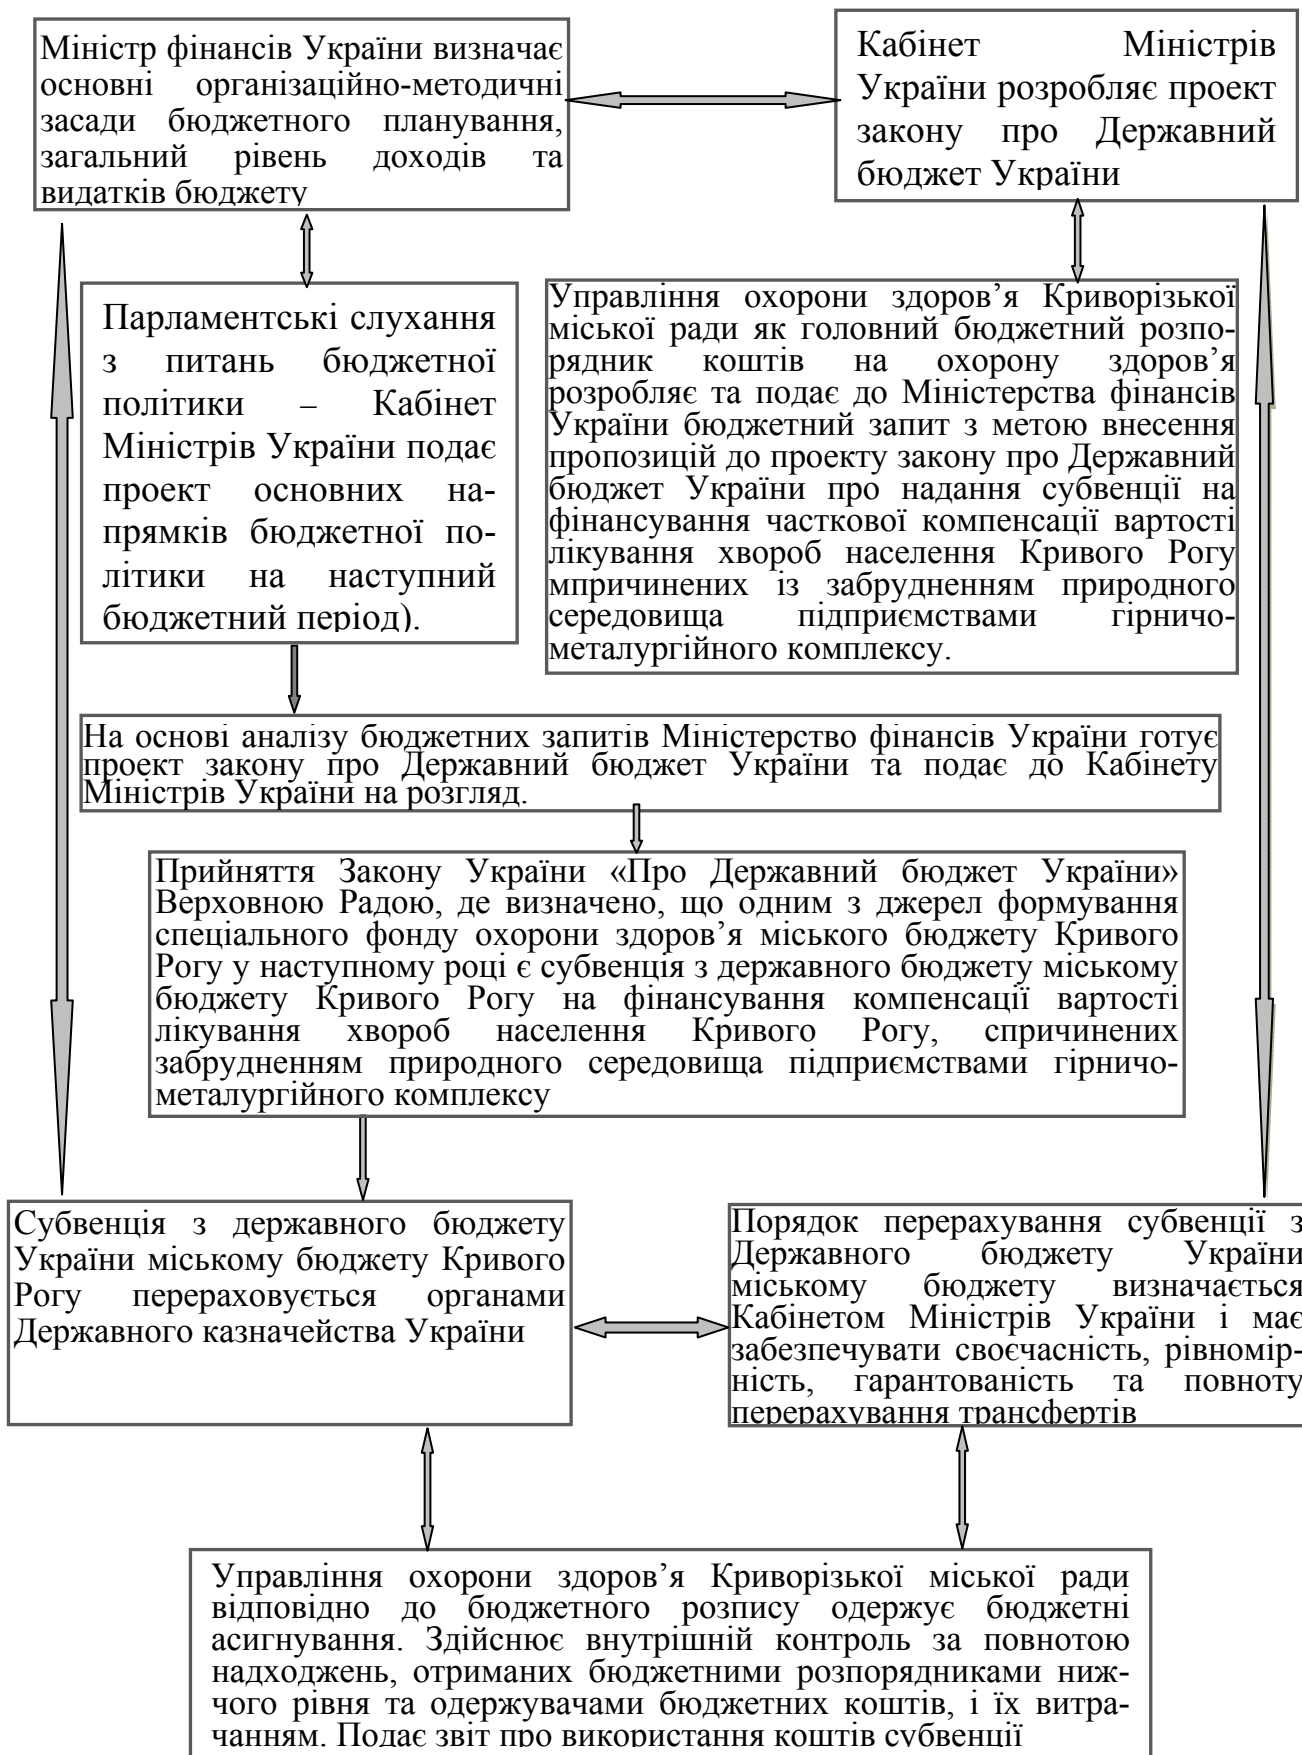 Міністр фінансів України визначає
основні організаційно-методичні
засади бюджетного планування,
загальний рівень доходів та
видатків бюджету
Кабінет Міністрів
України розробляє проект
закону про Державний
бюджет України
Парламентські слухання
з питань бюджетної
політики – Кабінет
Міністрів України подає
проект основних на-
прямків бюджетної по-
літики на наступний
бюджетний період).
Управління охорони здоров’я Криворізької
міської ради як головний бюджетний розпо-
рядник коштів на охорону здоров’я
розробляє та подає до Міністерства фінансів
України бюджетний запит з метою внесення
пропозицій до проекту закону про Державний
бюджет України про надання субвенції на
фінансування часткової компенсації вартості
лікування хвороб населення Кривого Рогу
мпричинених із забрудненням природного
середовища підприємствами гірничо-
металургійного комплексу.
На основі аналізу бюджетних запитів Міністерство фінансів України готує
проект закону про Державний бюджет України та подає до Кабінету
Міністрів України на розгляд.
Прийняття Закону України «Про Державний бюджет України»
Верховною Радою, де визначено, що одним з джерел формування
спеціального фонду охорони здоров’я міського бюджету Кривого
Рогу у наступному році є субвенція з державного бюджету міському
бюджету Кривого Рогу на фінансування компенсації вартості
лікування хвороб населення Кривого Рогу, спричинених
забрудненням природного середовища підприємствами гірничо-
металургійного комплексу
Субвенція з державного бюджету
України міському бюджету Кривого
Рогу перераховується органами
Державного казначейства України
Порядок перерахування субвенції з
Державного бюджету України
міському бюджету визначається
Кабінетом Міністрів України і має
забезпечувати своєчасність, рівномір-
ність, гарантованість та повноту
перерахування трансфертів
Управління охорони здоров’я Криворізької міської ради
відповідно до бюджетного розпису одержує бюджетні
асигнування. Здійснює внутрішній контроль за повнотою
надходжень, отриманих бюджетними розпорядниками ниж-
чого рівня та одержувачами бюджетних коштів, і їх витра-
чанням. Подає звіт про використання коштів субвенції